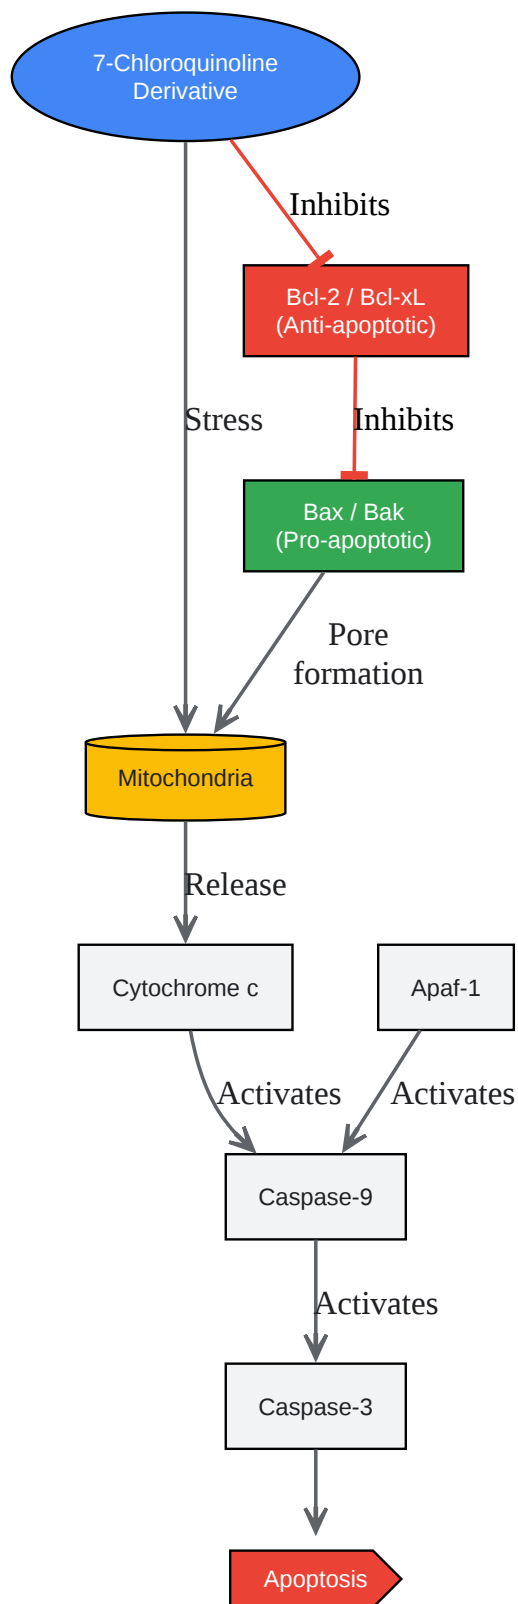 7-Chloroquinoline
Derivative
Inhibits
Bcl-2 / Bcl-xL
(Anti-apoptotic)
Stress
Inhibits
Bax / Bak
(Pro-apoptotic)
Pore
formation
Mitochondria
Release
Cytochrome c
Apaf-1
Activates
Activates
Caspase-9
Activates
Caspase-3
Apoptosis